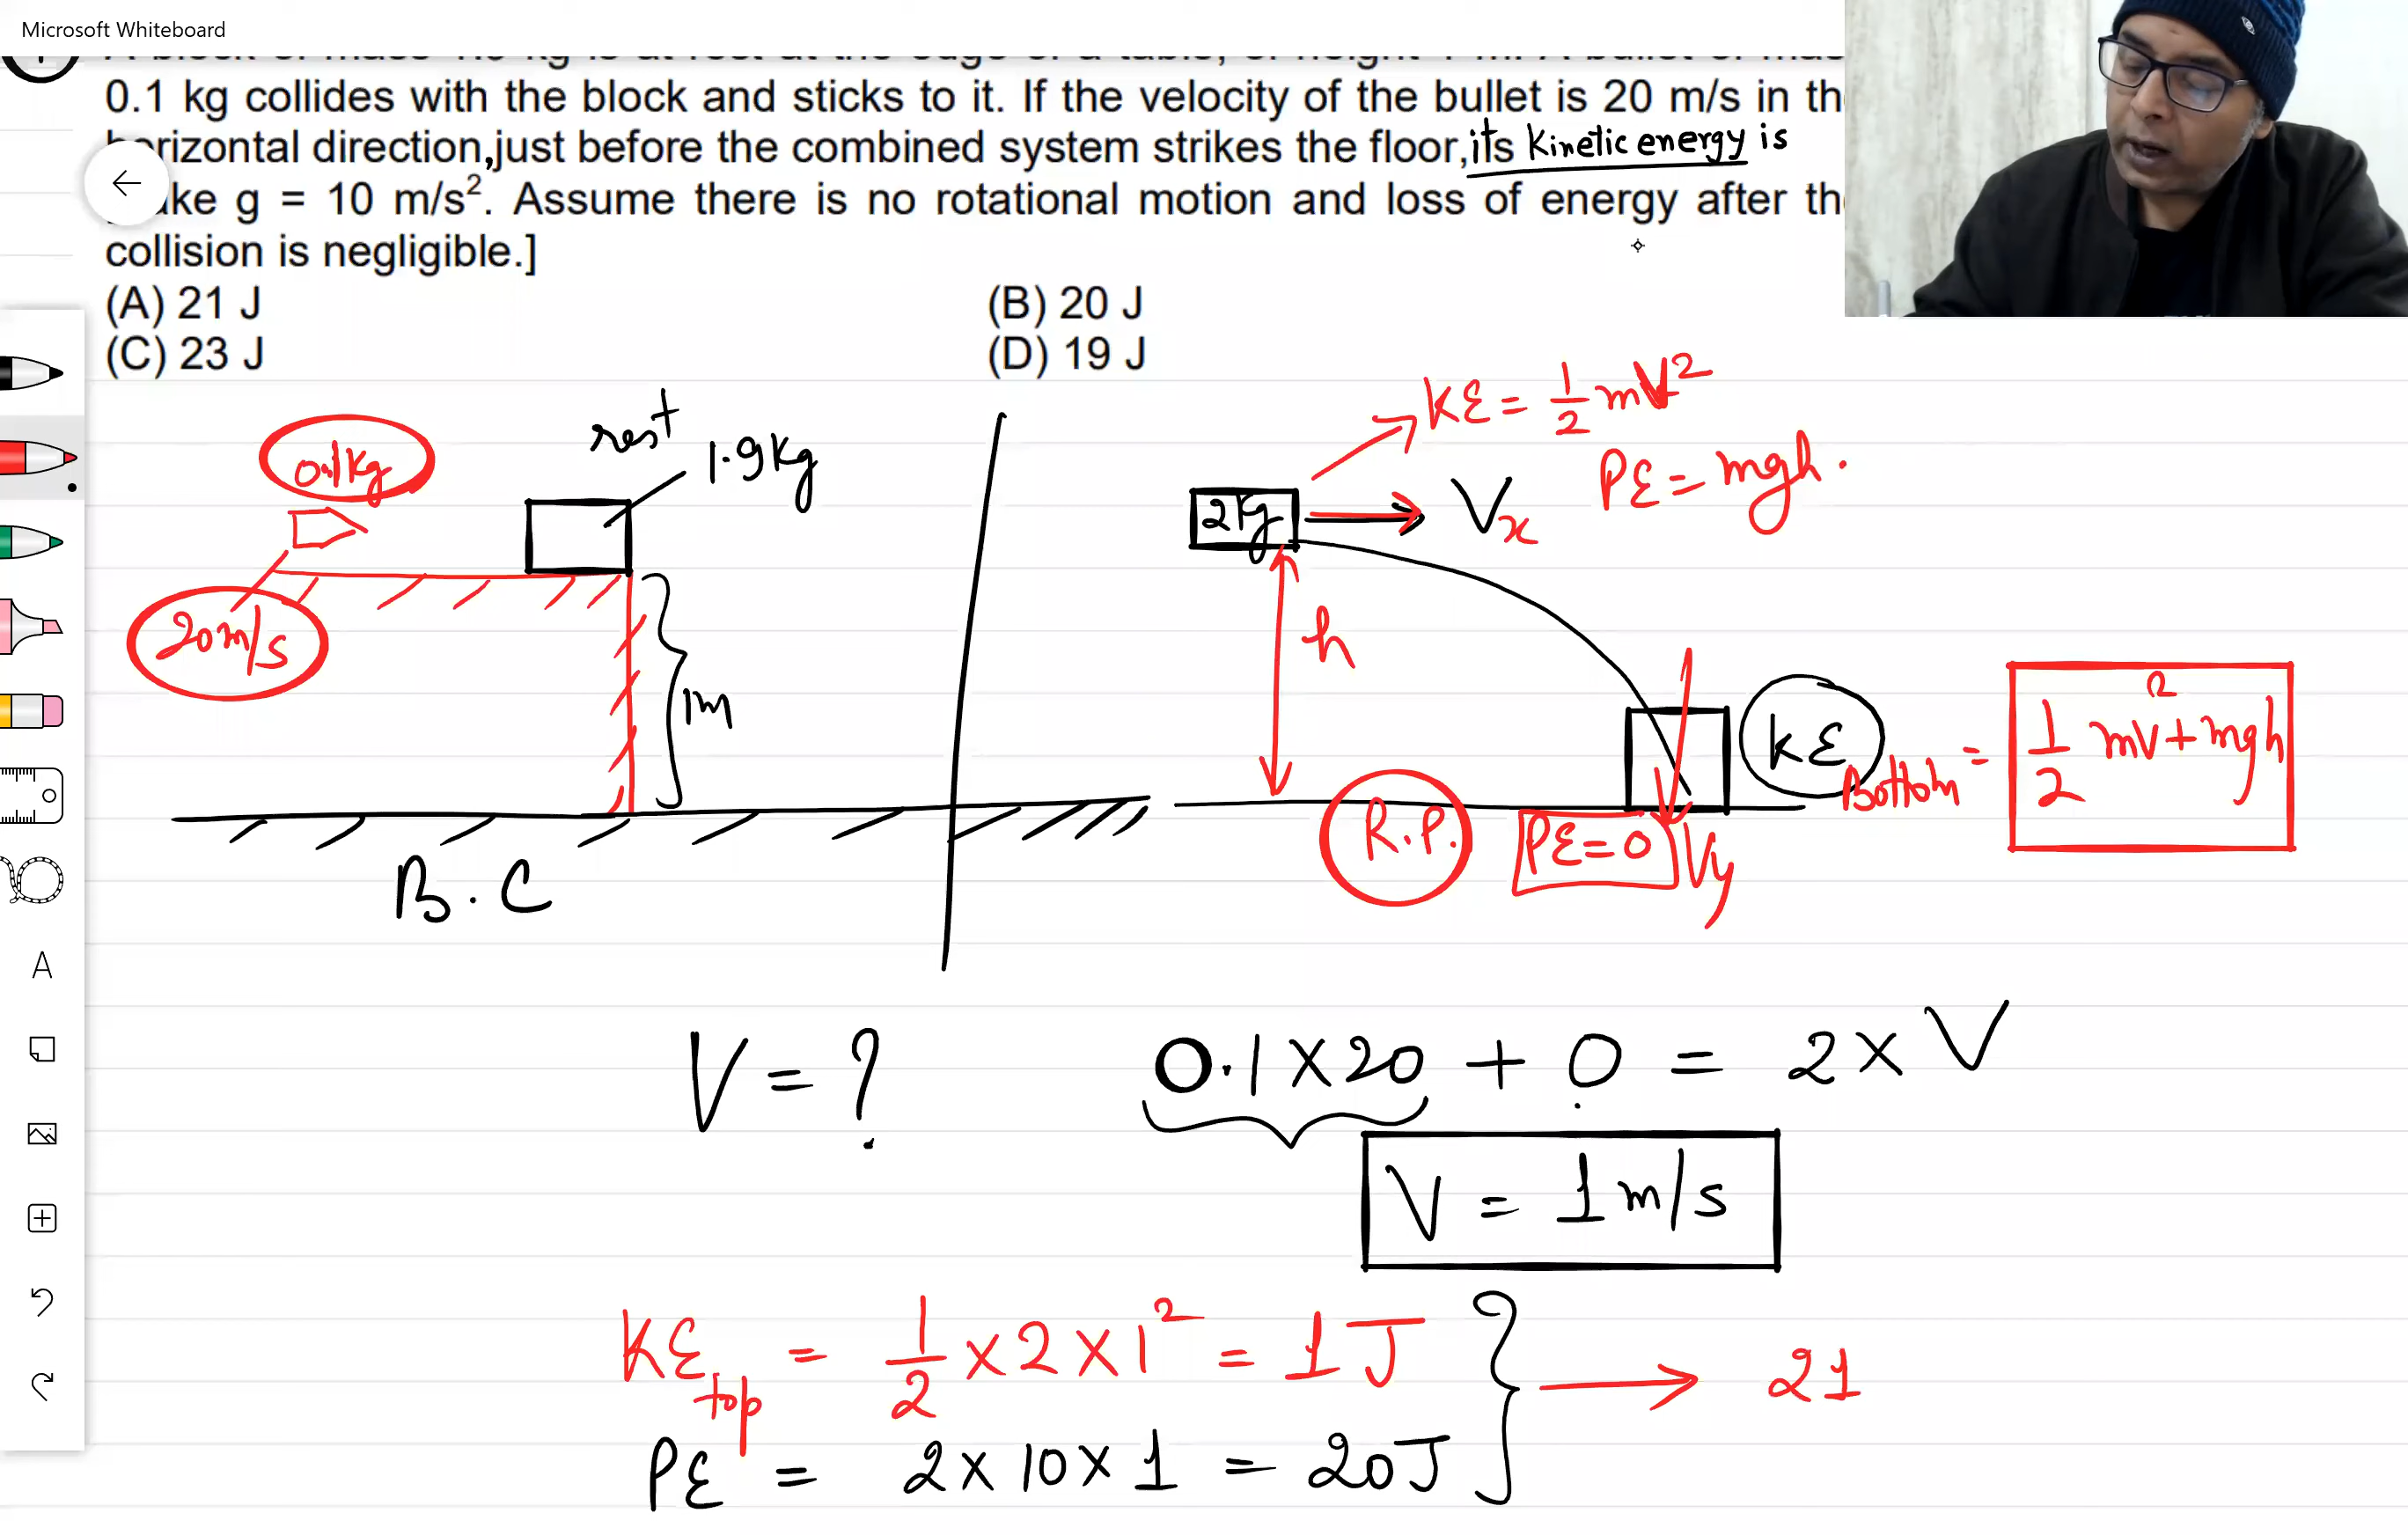 Microsoft Whiteboard
0.1 kg collides with the block and sticks to it. If the velocity of the bullet is 20 m/s in th
rizontal direction, just before the combined system strikes the floor, its Kinetic energy is
ke g = 10 m/s². Assume there is no rotational motion and loss of energy after th
collision is negligible.]
(A) 21 J (B) 20 J
(C) 23 J (D) 19 J
0.1kg
rest
1.9kg
20m/s
1m
B.C
KE = 1/2 mV²
PE = mgh.
2kg
Vx
h
KE Bottom = 1/2 mv² + mgh
R.P.
PE=0
Vy
V = ?
0.1 x 20 + 0 = 2 x V
V = 1 m/s
KE top = 1/2 x 2 x 1² = 1 J
21
PE = 2 x 10 x 1 = 20J
A